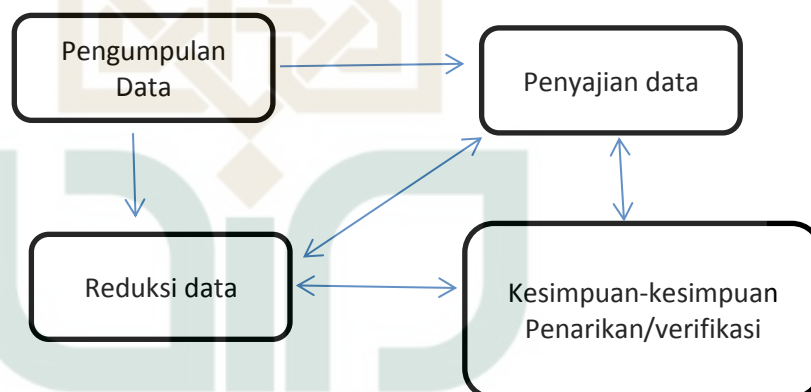 Pengumpulan
Data
Penyajian data
Reduksi data
Kesimpuan-kesimpuan
Penarikan/verifikasi